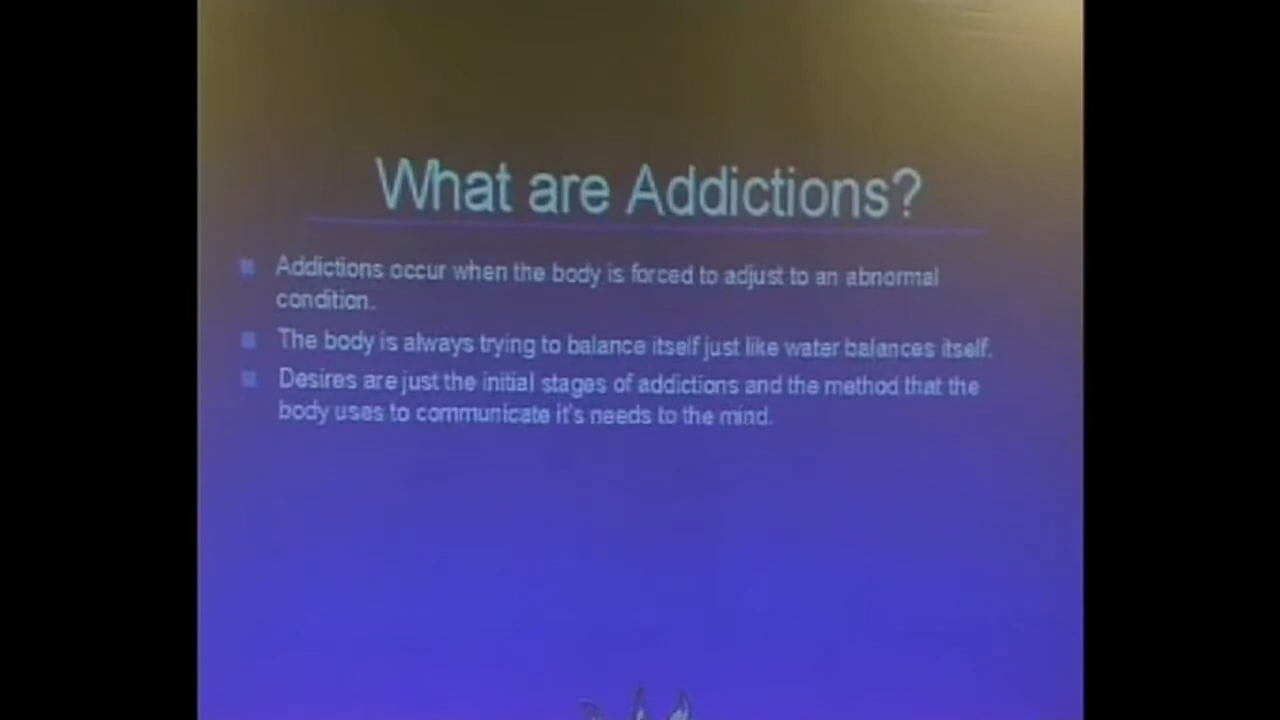 What are Addictions?
Addictions occur when the body is forced to adjust to an abnormal
condition.
The body is always trying to balance itself just like water balances itself.
Desires are just the initial stages of addictions and the method that the
body uses to communicate it's needs to the mind.